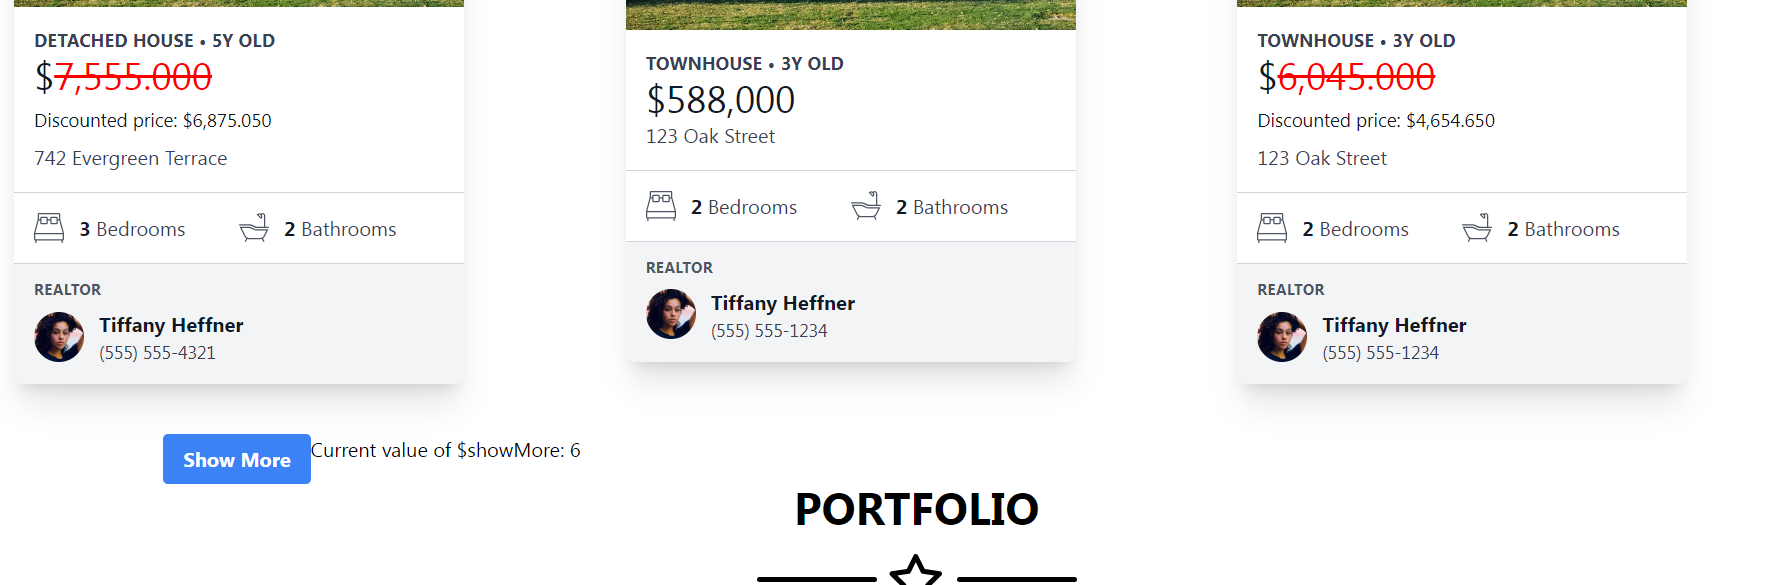 DETACHED HOUSE • 5Y OLD
$7,555.000
Discounted price: $6,875.050
742 Evergreen Terrace
3 Bedrooms
2 Bathrooms
REALTOR
Tiffany Heffner
(555) 555-4321
TOWNHOUSE • 3Y OLD
$588,000
123 Oak Street
2 Bedrooms
2 Bathrooms
REALTOR
Tiffany Heffner
(555) 555-1234
TOWNHOUSE • 3Y OLD
$6,045.000
Discounted price: $4,654.650
123 Oak Street
2 Bedrooms
2 Bathrooms
REALTOR
Tiffany Heffner
(555) 555-1234
Show More
Current value of $showMore: 6
PORTFOLIO